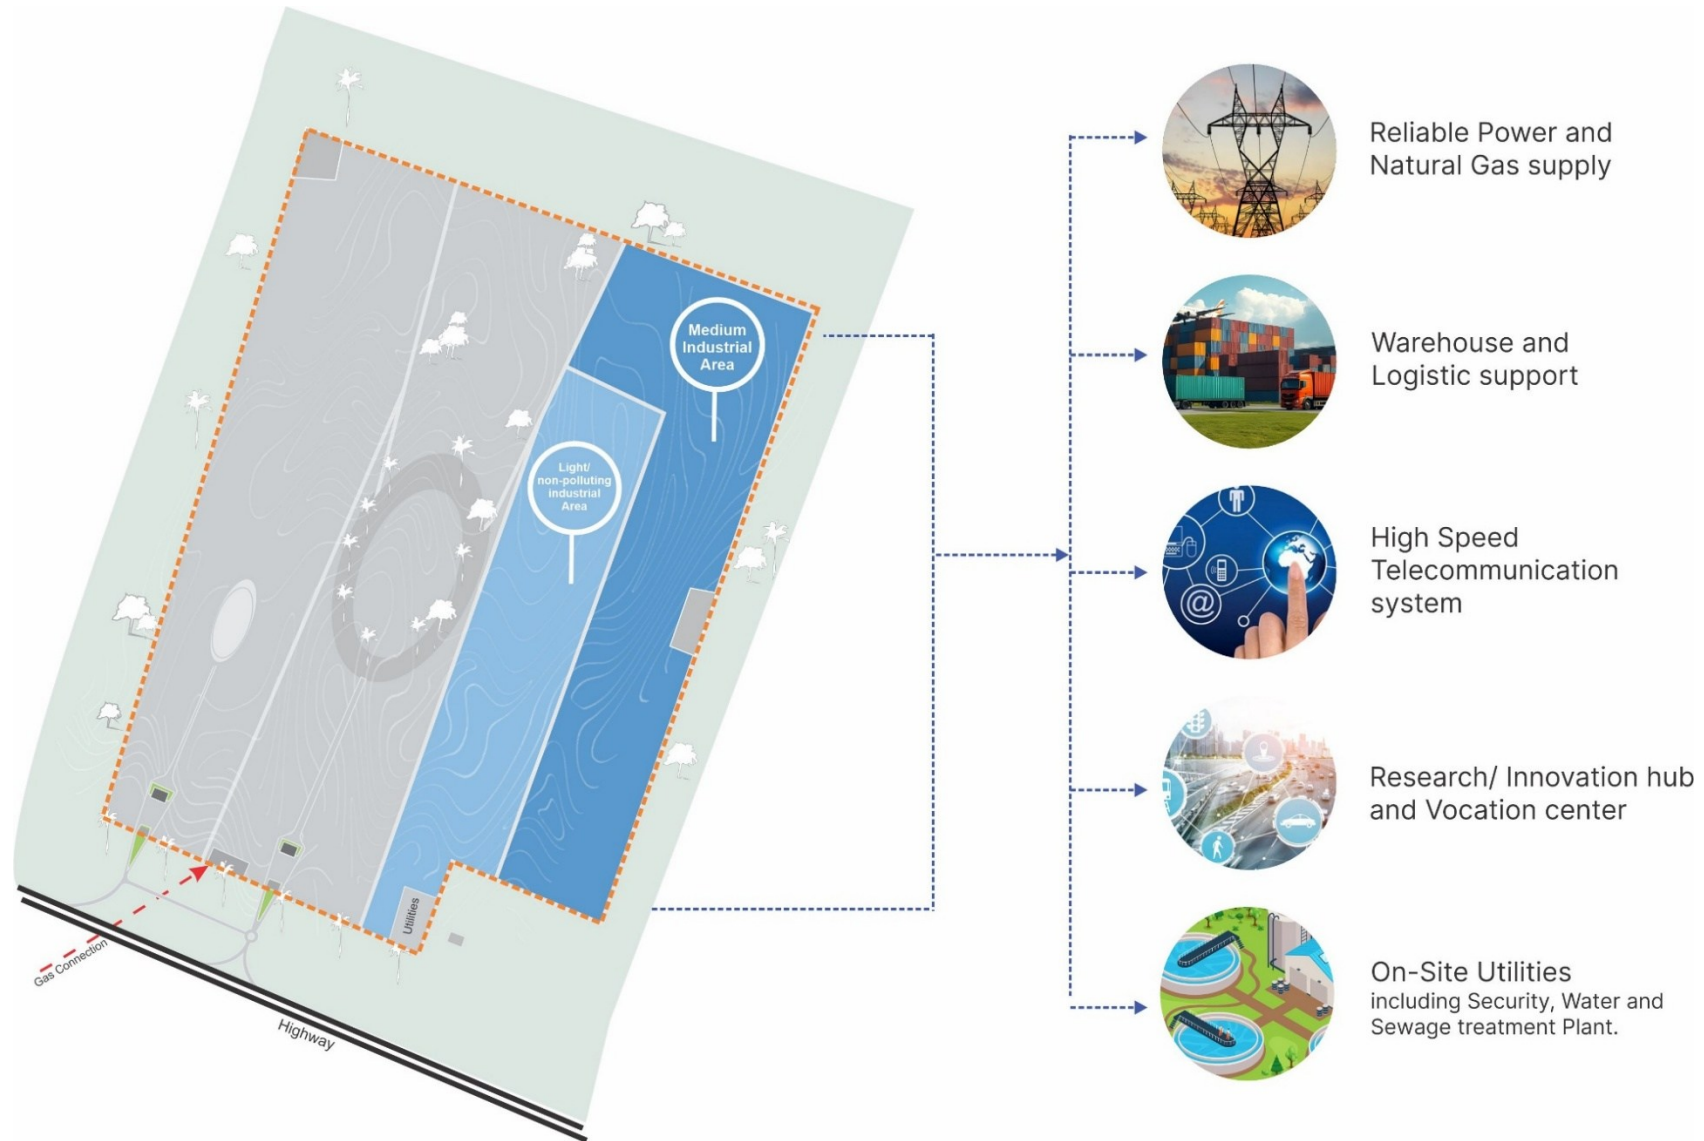 Medium
Industrial
Area
Light/
non-polluting
industrial
Area
Utilities
Gas Connection
Highway
Reliable Power and
Natural Gas supply
Warehouse and
Logistic support
@
High Speed
Telecommunication
system
Research/ Innovation hub
and Vocation center
On-Site Utilities
including Security, Water and
Sewage treatment Plant.